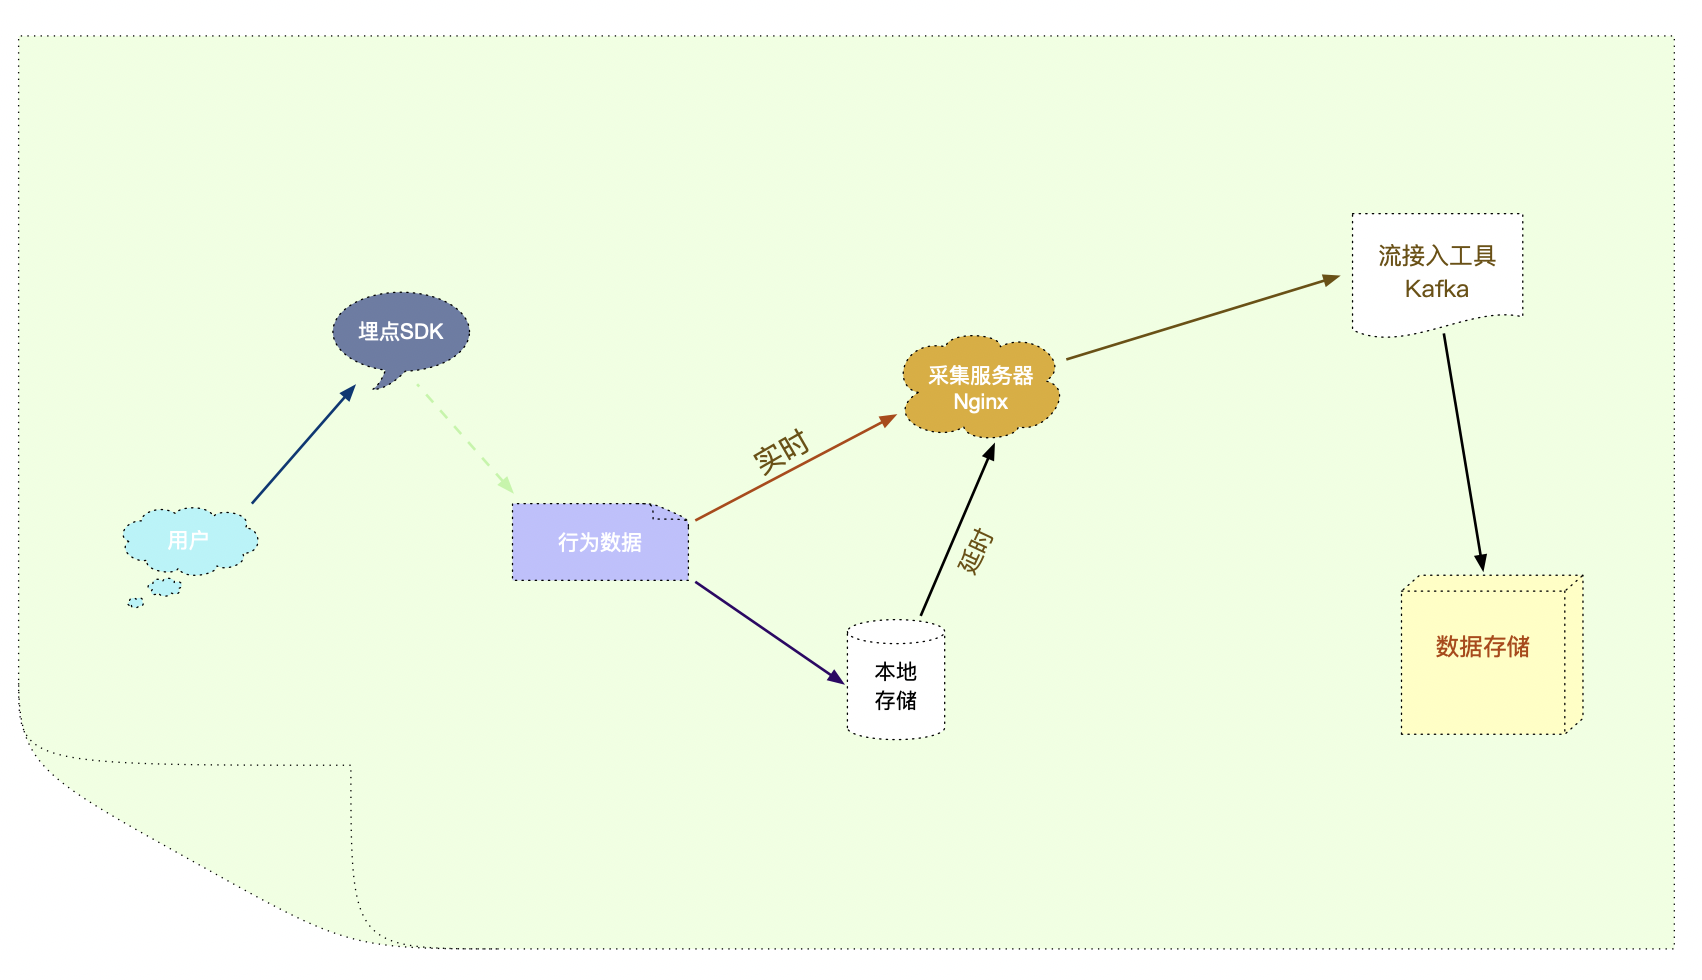 用户
埋点SDK
行为数据
实时
延时
本地
存储
采集服务器
Nginx
流接入工具
Kafka
数据存储